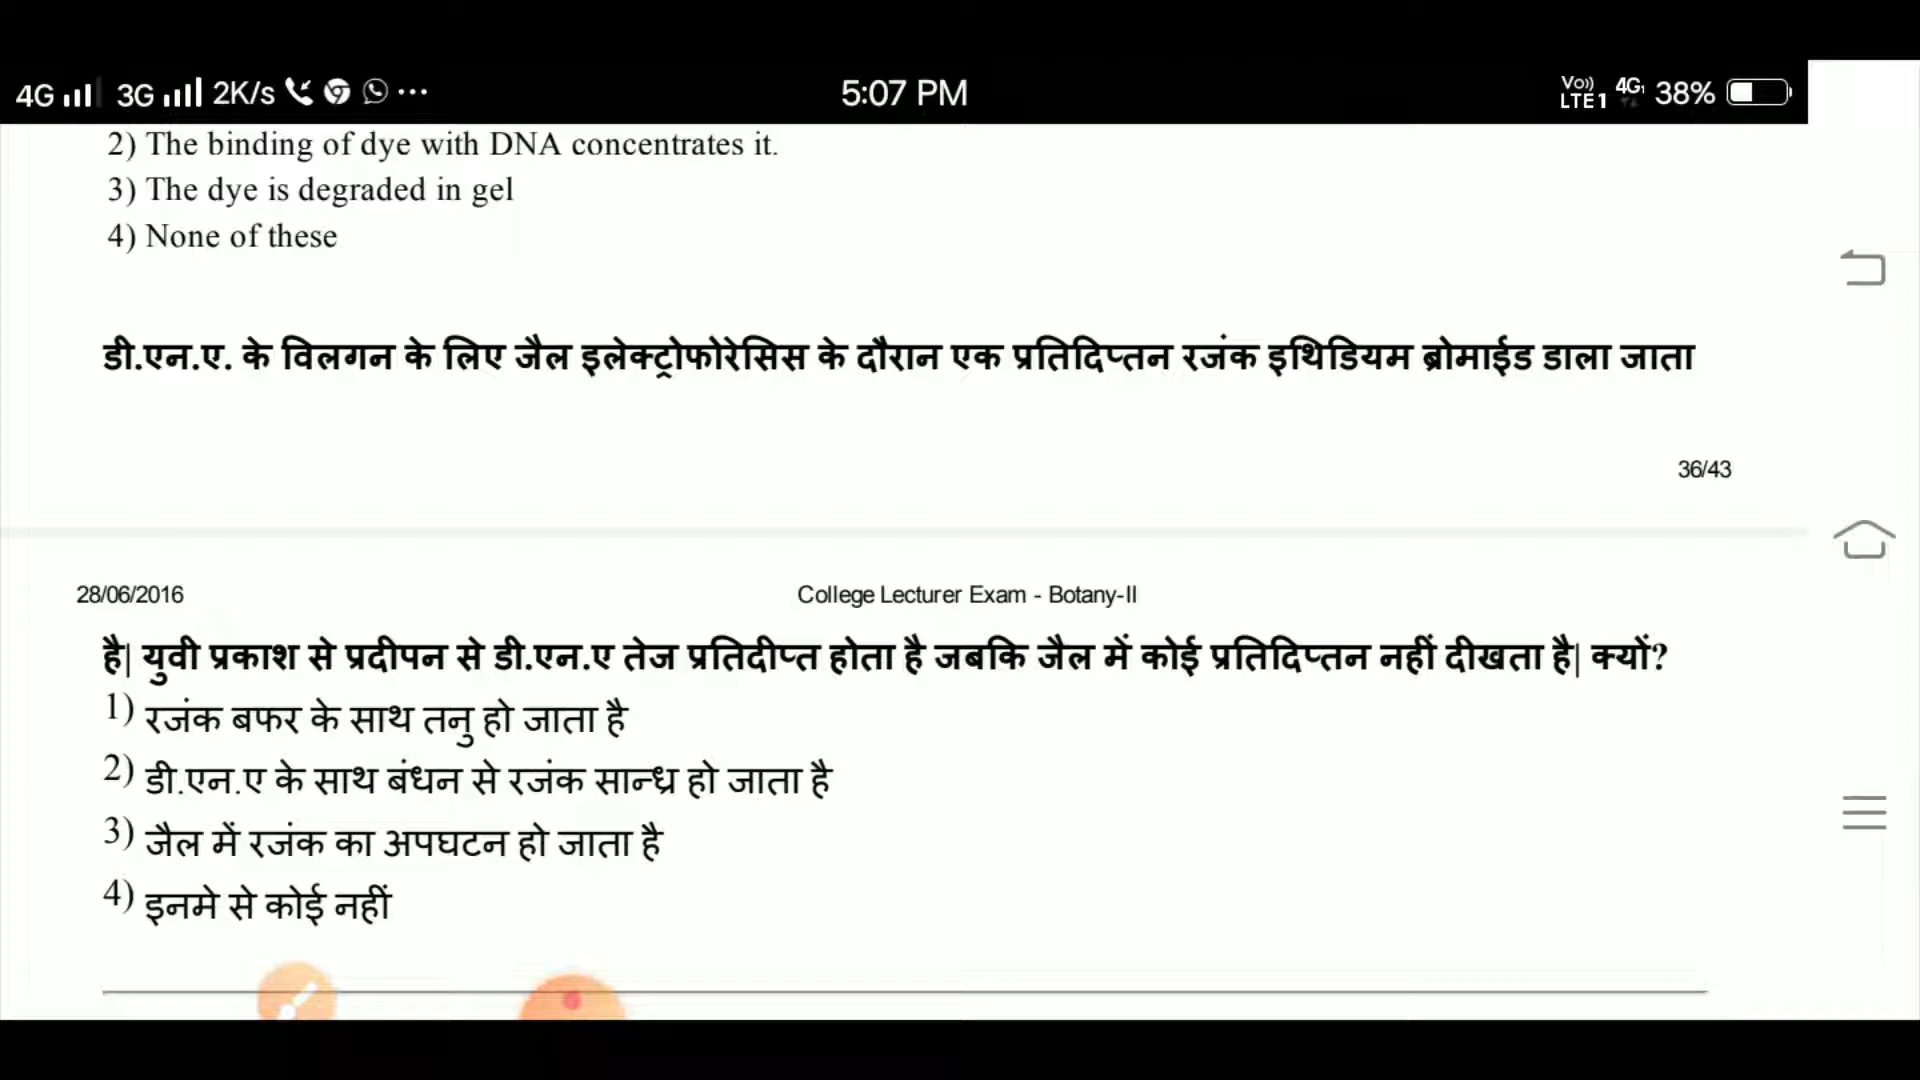 4G 3G 2K/s ... 5:07 PM Vo)) LTE1 4G 38%
2) The binding of dye with DNA concentrates it.
3) The dye is degraded in gel
4) None of these
डी.एन.ए. के विलगन के लिए जैल इलेक्ट्रोफोरेसिस के दौरान एक प्रतिदिप्तन रजंक इथिडियम ब्रोमाईड डाला जाता
36/43
28/06/2016 College Lecturer Exam - Botany-II
है| युवी प्रकाश से प्रदीपन से डी.एन.ए तेज प्रतिदीप्त होता है जबकि जैल में कोई प्रतिदिप्तन नहीं दीखता है| क्यों?
1) रजंक बफर के साथ तनु हो जाता है
2) डी.एन.ए के साथ बंधन से रजंक सान्ध्र हो जाता है
3) जैल में रजंक का अपघटन हो जाता है
4) इनमे से कोई नहीं